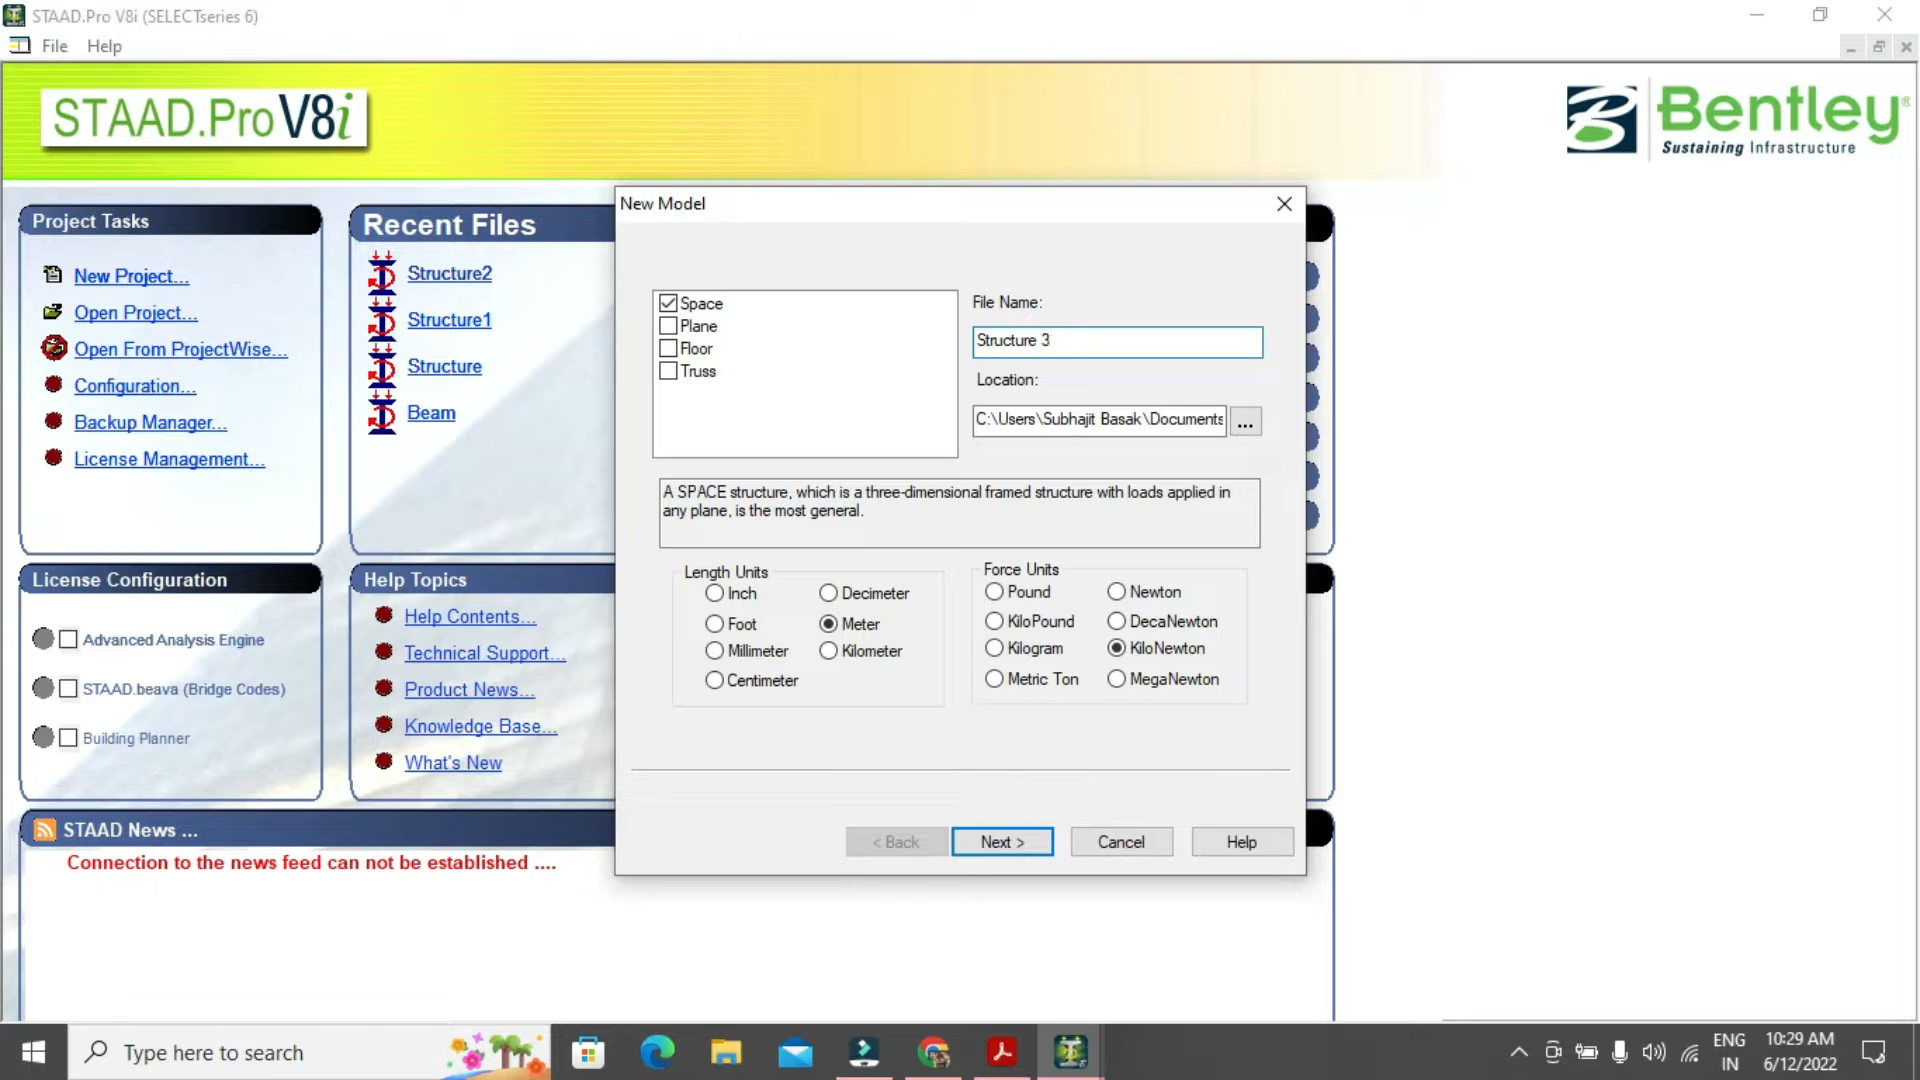 STAAD.Pro V8i (SELECTseries 6)
File Help
STAAD.Pro V8i
Bentley®
Sustaining Infrastructure
Project Tasks
New Project...
Open Project...
Open From ProjectWise...
Configuration...
Backup Manager...
License Management...
Recent Files
Structure2
Structure1
Structure
Beam
New Model
Space
Plane
Floor
Truss
File Name:
Structure 3
Location:
C:\Users\Subhajit Basak\Documents
...
A SPACE structure, which is a three-dimensional framed structure with loads applied in
any plane, is the most general.
Length Units
Inch
Decimeter
Foot
Meter
Millimeter
Kilometer
Centimeter
Force Units
Pound
Newton
KiloPound
DecaNewton
Kilogram
KiloNewton
Metric Ton
MegaNewton
< Back
Next >
Cancel
Help
License Configuration
Advanced Analysis Engine
STAAD.beava (Bridge Codes)
Building Planner
Help Topics
Help Contents...
Technical Support...
Product News...
Knowledge Base...
What's New
STAAD News ...
Connection to the news feed can not be established ....
Type here to search
ENG
IN
10:29 AM
6/12/2022